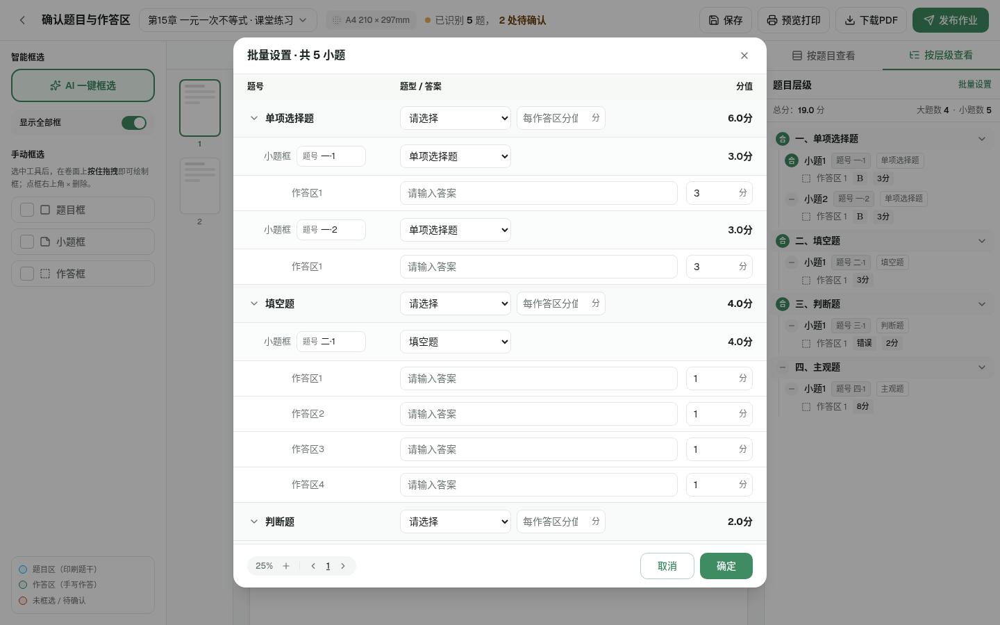 确认题目与作答区
第15章 一元一次不等式 · 课堂练习
A4 210 × 297mm
已识别 5 题， 2 处待确认
保存
预览打印
下载PDF
发布作业
智能框选
AI 一键框选
显示全部框
手动框选
选中工具后，在卷面上按住拖拽即可绘制
框；点框右上角 × 删除。
题目框
小题框
作答框
题目区（印刷题干）
作答区（手写作答）
未框选 / 待确认
1
2
批量设置 · 共 5 小题
题号
题型 / 答案
分值
单项选择题
请选择
每作答区分值
分
6.0分
小题框
题号 一·1
单项选择题
3.0分
作答区1
请输入答案
3
分
小题框
题号 一·2
单项选择题
3.0分
作答区1
请输入答案
3
分
填空题
请选择
每作答区分值
分
4.0分
小题框
题号 二·1
填空题
4.0分
作答区1
请输入答案
1
分
作答区2
请输入答案
1
分
作答区3
请输入答案
1
分
作答区4
请输入答案
1
分
判断题
请选择
每作答区分值
分
2.0分
25%
1
取消
确定
按题目查看
按层级查看
题目层级
批量设置
总分：19.0 分
大题数 4 · 小题数 5
合 一、单项选择题
合 小题1 题号 一·1 单项选择题
作答区 1 B 3分
小题2 题号 一·2 单项选择题
作答区 1 B 3分
合 二、填空题
小题1 题号 二·1 填空题
作答区 1 3分
合 三、判断题
小题1 题号 三·1 判断题
作答区 1 错误 2分
四、主观题
小题1 题号 四·1 主观题
作答区 1 8分